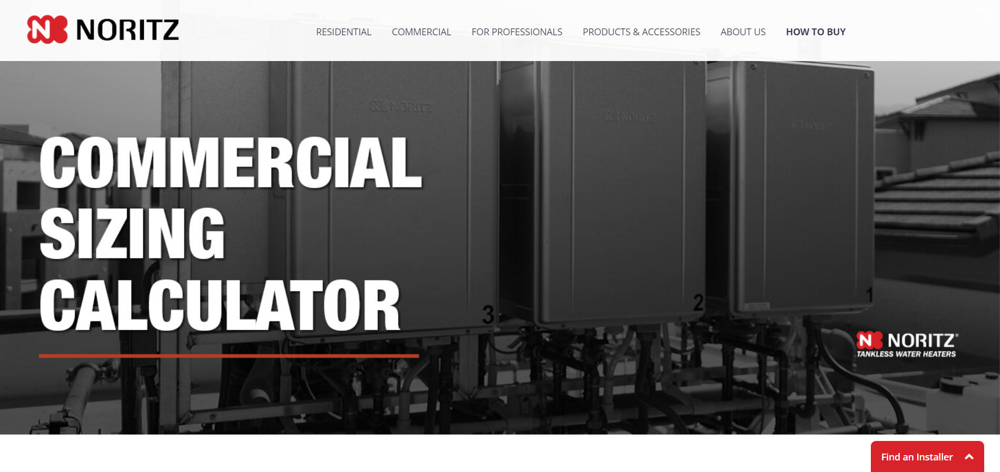 NORITZ
RESIDENTIAL COMMERCIAL FOR PROFESSIONALS PRODUCTS & ACCESSORIES ABOUT US HOW TO BUY
NORITZ
NORITZ
NORITZ
COMMERCIAL
SIZING
CALCULATOR
3
2
1
N NORITZ®
TANKLESS WATER HEATERS
Find an Installer